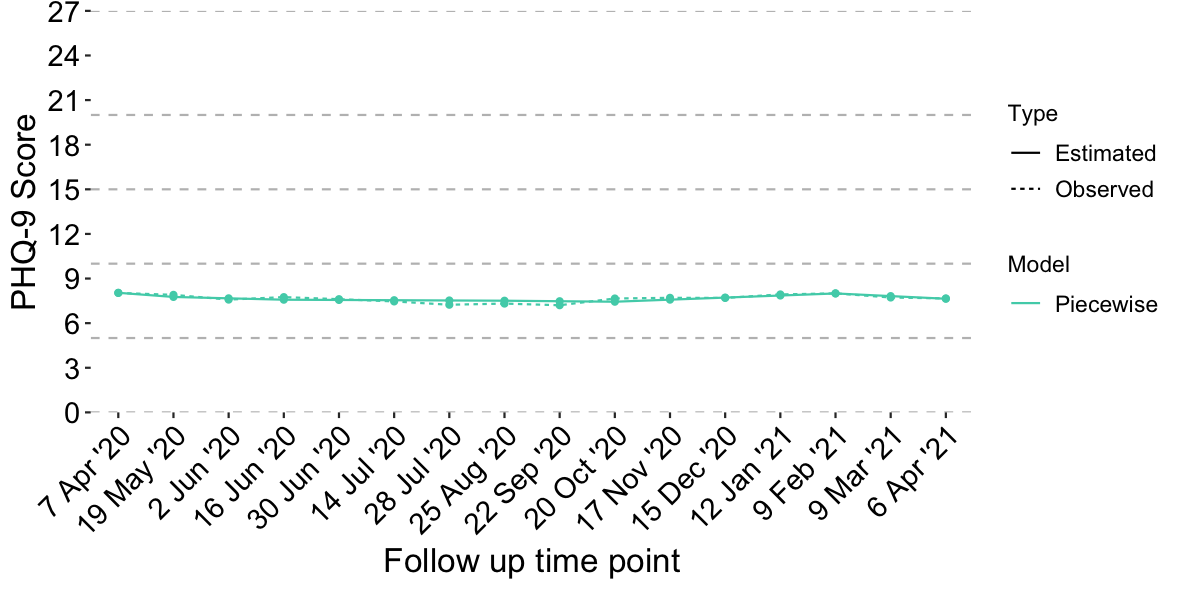 PHQ-9 Score
27
24
21
18
15
12
9
6
3
0
7 Apr '20
19 May '20
2 Jun '20
16 Jun '20
30 Jun '20
14 Jul '20
28 Jul '20
25 Aug '20
22 Sep '20
20 Oct '20
17 Nov '20
15 Dec '20
12 Jan '21
9 Feb '21
9 Mar '21
6 Apr '21
Follow up time point
Type
Estimated
Observed
Model
Piecewise